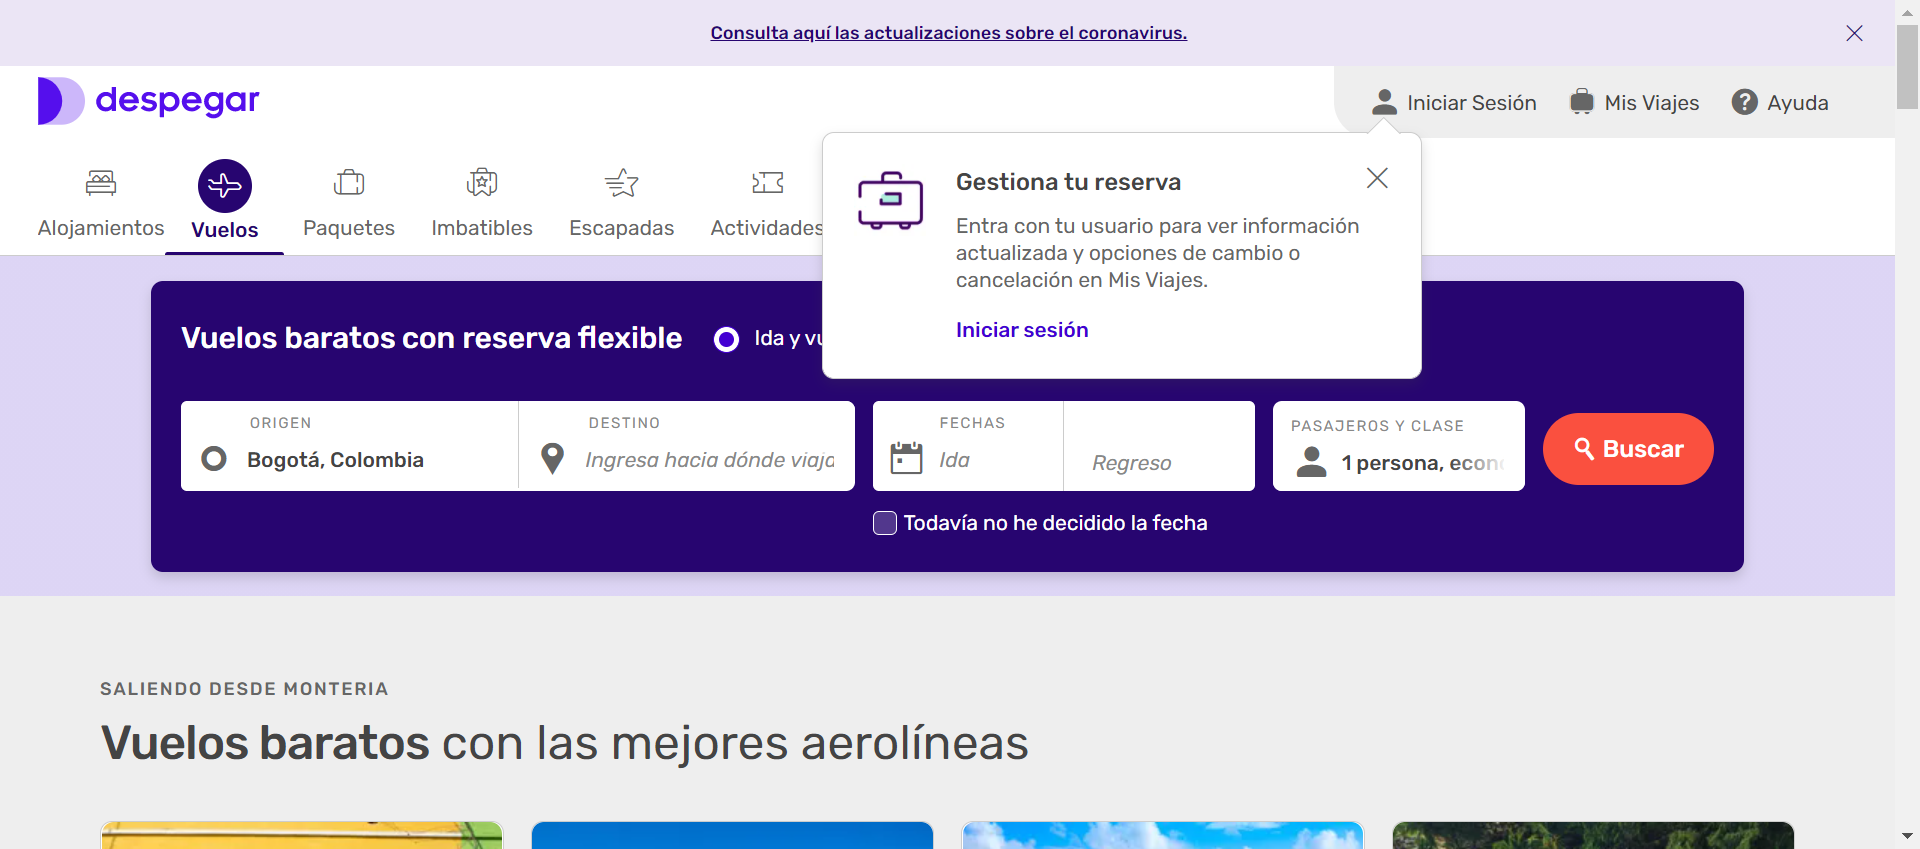 Consulta aquí las actualizaciones sobre el coronavirus.
despegar
Iniciar Sesión
Mis Viajes
Ayuda
Alojamientos
Vuelos
Paquetes
Imbatibles
Escapadas
Actividades
Gestiona tu reserva
Entra con tu usuario para ver información
actualizada y opciones de cambio o
cancelación en Mis Viajes.
Iniciar sesión
Vuelos baratos con reserva flexible
Ida y vu
ORIGEN
Bogotá, Colombia
DESTINO
Ingresa hacia dónde viaja
FECHAS
Ida
Regreso
PASAJEROS Y CLASE
1 persona, econo
Buscar
Todavía no he decidido la fecha
SALIENDO DESDE MONTERIA
Vuelos baratos con las mejores aerolíneas